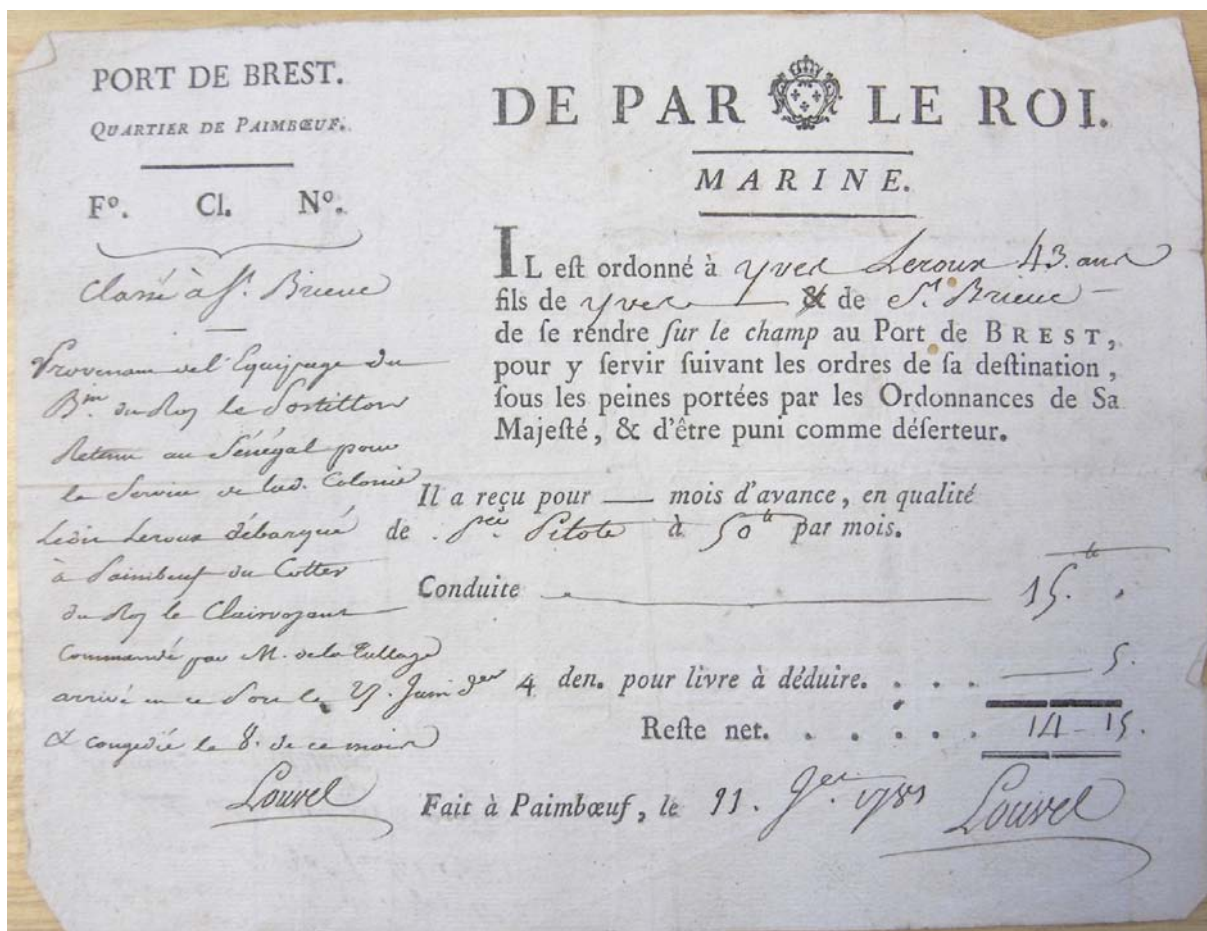 PORT DE BREST.
QUARTIER DE PAIMBŒUF.
Fo. Cl. No.
Classé à St. Brieuc
Provenant de l'Equipage du
Bm. du Roy le Postillon
Retenu au Sénégal pour
le Service de lad. Colonie
Leroux débarqué
à Paimbeuf du Cotter
du Roy le Clairvoyant
Commandé par M. de la
arrivé en ce Port le der
& congedié le 8. de ce mois
Louvel
DE PAR LE ROI.
MARINE.
IL eſt ordonné à Yves Leroux 43. ans
fils de Yves & de St. Brieuc
de ſe rendre ſur le champ au Port de BREST,
pour y ſervir ſuivant les ordres de ſa deſtination,
ſous les peines portées par les Ordonnances de Sa
Majeſté, & d'être puni comme déſerteur.
Il a reçu pour — mois d'avance, en qualité
de Pilote à 50 tt par mois.
Conduite 15. tt
4 den. pour livre à déduire. . . . 5.
Reſte net. . . . . . 14-15.
Fait à Paimbœuf, le 11.
Louvel